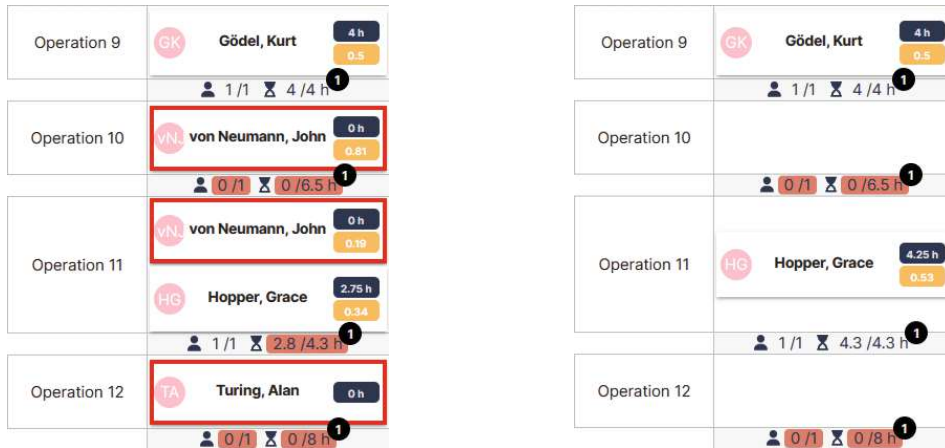 Operation 9
GK
Gödel, Kurt
4 h
0.5
1
1 /1 4 /4 h
Operation 10
vNJ
von Neumann, John
0 h
0.81
1
0 /1 0 /6.5 h
Operation 11
vNJ
von Neumann, John
0 h
0.19
HG
Hopper, Grace
2.75 h
0.34
1
1 /1 2.8 /4.3 h
Operation 12
TA
Turing, Alan
0 h
1
0 /1 0 /8 h
Operation 9
GK
Gödel, Kurt
4 h
0.5
1
1 /1 4 /4 h
Operation 10
1
0 /1 0 /6.5 h
Operation 11
HG
Hopper, Grace
4.25 h
0.53
1
1 /1 4.3 /4.3 h
Operation 12
1
0 /1 0 /8 h